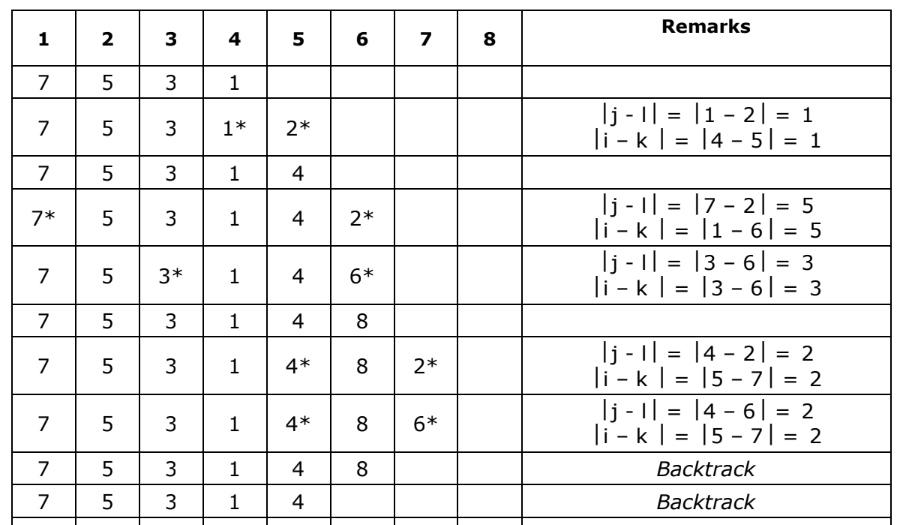 1 2 3 4 5 6 7 8 Remarks
7 5 3 1
7 5 3 1* 2* |j - l| = |1 – 2| = 1
|i – k | = |4 – 5| = 1
7 5 3 1 4
7* 5 3 1 4 2* |j - l| = |7 – 2| = 5
|i – k | = |1 – 6| = 5
7 5 3* 1 4 6* |j - l| = |3 – 6| = 3
|i – k | = |3 – 6| = 3
7 5 3 1 4 8
7 5 3 1 4* 8 2* |j - l| = |4 – 2| = 2
|i – k | = |5 – 7| = 2
7 5 3 1 4* 8 6* |j - l| = |4 – 6| = 2
|i – k | = |5 – 7| = 2
7 5 3 1 4 8 Backtrack
7 5 3 1 4 Backtrack